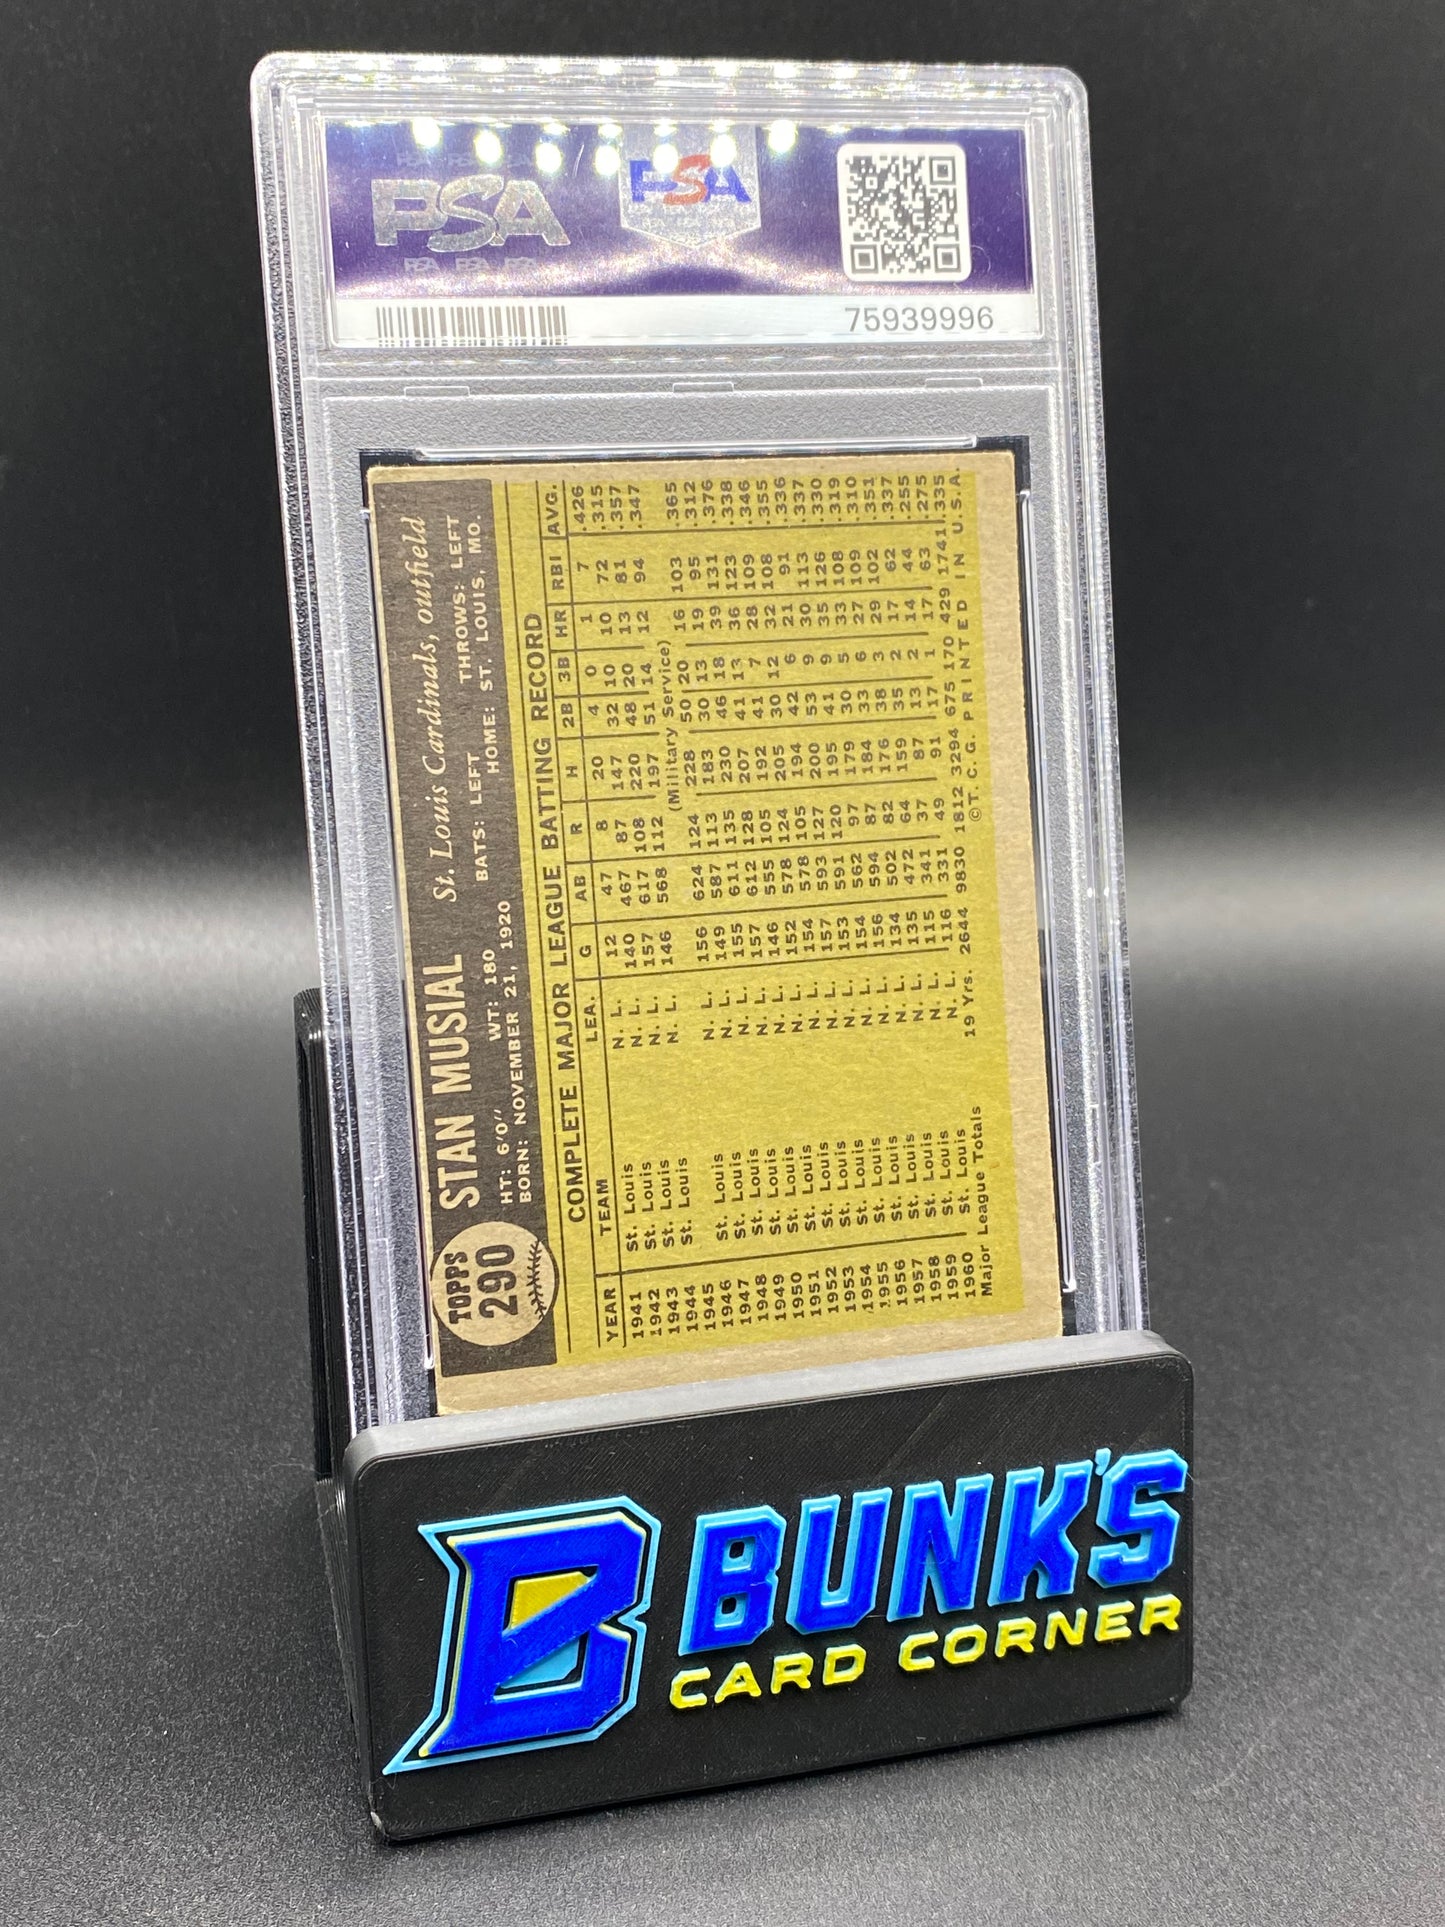 PSA
PSA
PSA PSA PSA
75939996
TOPPS
290
STAN MUSIAL St. Louis Cardinals, outfield
HT: 6'0" WT: 180 BATS: LEFT THROWS: LEFT
BORN: NOVEMBER 21, 1920 HOME: ST. LOUIS, MO.
COMPLETE MAJOR LEAGUE BATTING RECORD
YEAR TEAM LEA. G AB R H 2B 3B HR RBI AVG.
1941 St. Louis N. L. 12 47 8 20 4 0 1 7 .426
1942 St. Louis N. L. 140 467 87 147 32 10 10 72 .315
1943 St. Louis N. L. 157 617 108 220 48 20 13 81 .357
1944 St. Louis N. L. 146 568 112 197 51 14 12 94 .347
1945 (Military Service)
1946 St. Louis N. L. 156 624 124 228 50 20 16 103 .365
1947 St. Louis N. L. 149 587 113 183 30 13 19 95 .312
1948 St. Louis N. L. 155 611 135 230 46 18 39 131 .376
1949 St. Louis N. L. 157 612 128 207 41 13 36 123 .338
1950 St. Louis N. L. 146 555 105 192 41 7 28 109 .346
1951 St. Louis N. L. 152 578 124 205 30 12 32 108 .355
1952 St. Louis N. L. 154 578 105 194 42 6 21 91 .336
1953 St. Louis N. L. 157 593 127 200 53 9 30 113 .337
1954 St. Louis N. L. 153 591 120 195 41 9 35 126 .330
1955 St. Louis N. L. 154 562 97 179 30 5 33 108 .319
1956 St. Louis N. L. 156 594 87 184 33 6 27 109 .310
1957 St. Louis N. L. 134 502 82 176 38 3 29 102 .351
1958 St. Louis N. L. 135 472 64 159 35 2 17 62 .337
1959 St. Louis N. L. 115 341 37 87 13 2 14 44 .255
1960 St. Louis N. L. 116 331 49 91 17 1 17 63 .275
Major League Totals 19 Yrs. 2644 9830 1812 3294 675 170 429 1741 .335
©T. C. G. PRINTED IN U.S.A.
B BUNK'S
CARD CORNER